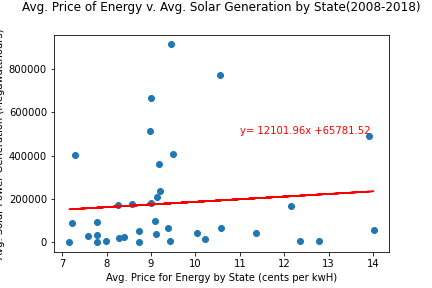 Avg. Price of Energy v. Avg. Solar Generation by State(2008-2018)
800000
600000
400000
200000
0
y= 12101.96x +65781.52
7 8 9 10 11 12 13 14
Avg. Price for Energy by State (cents per kwH)